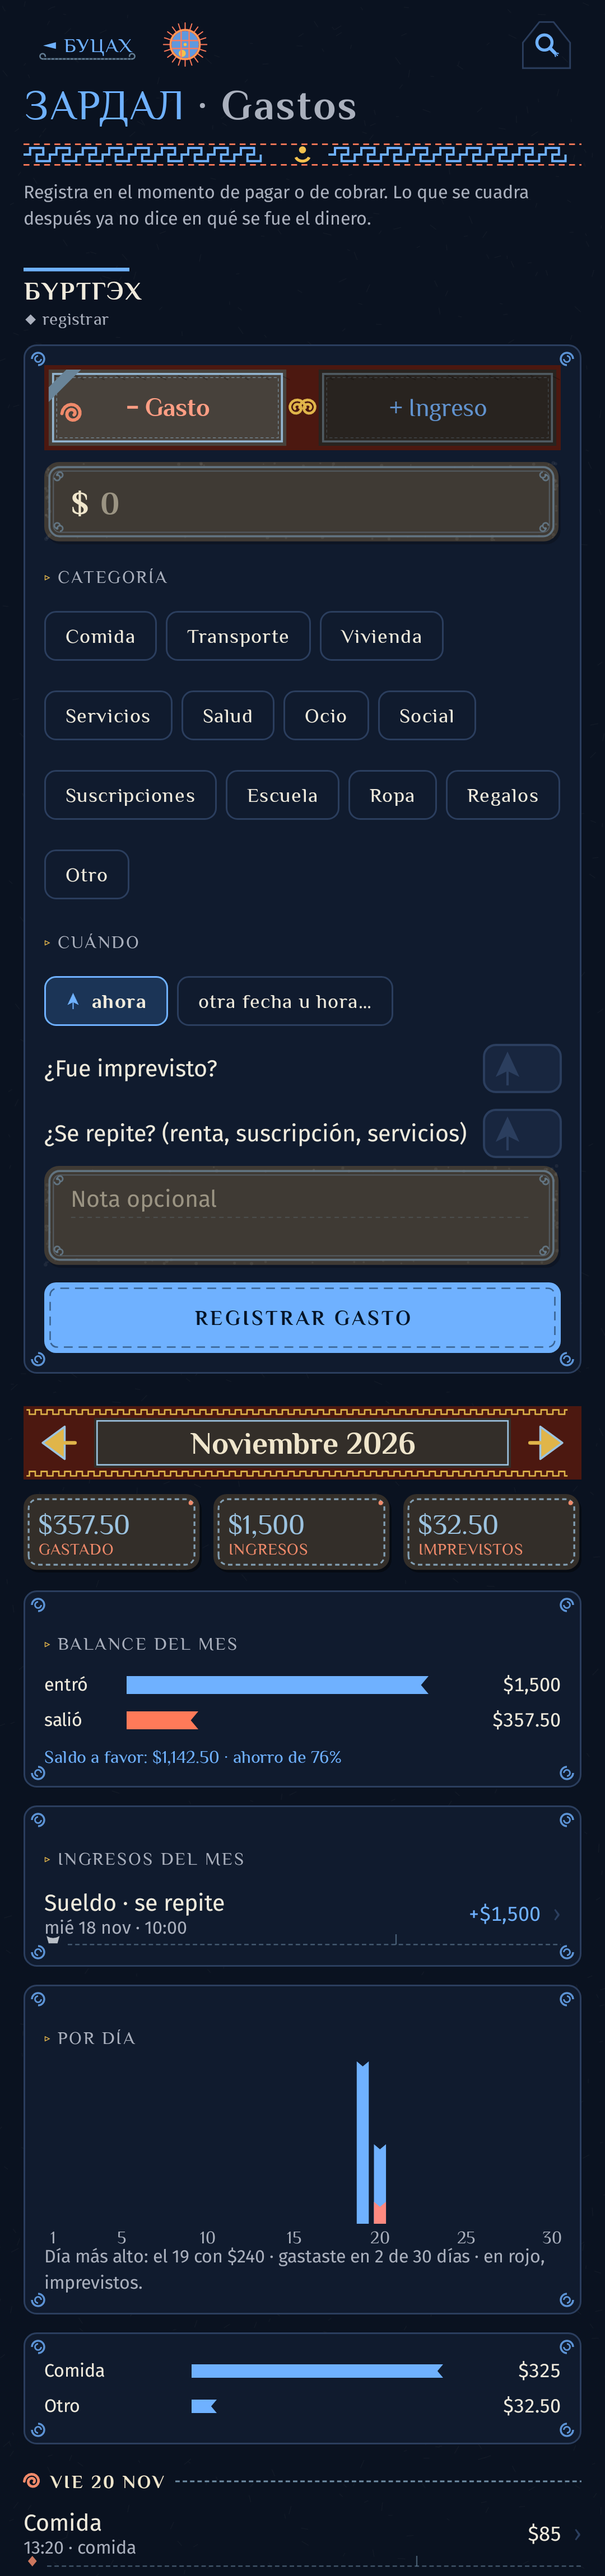 ◄ БУЦАХ
ЗАРДАЛ · Gastos
Registra en el momento de pagar o de cobrar. Lo que se cuadra
después ya no dice en qué se fue el dinero.
БҮРТГЭХ
◆ registrar
− Gasto
+ Ingreso
$ 0
▹ CATEGORÍA
Comida Transporte Vivienda
Servicios Salud Ocio Social
Suscripciones Escuela Ropa Regalos
Otro
▹ CUÁNDO
ahora otra fecha u hora…
¿Fue imprevisto?
¿Se repite? (renta, suscripción, servicios)
Nota opcional
REGISTRAR GASTO
Noviembre 2026
$357.50 $1,500 $32.50
GASTADO INGRESOS IMPREVISTOS
▹ BALANCE DEL MES
entró $1,500
salió $357.50
Saldo a favor: $1,142.50 · ahorro de 76%
▹ INGRESOS DEL MES
Sueldo · se repite
mié 18 nov · 10:00
+$1,500 ›
▹ POR DÍA
1 5 10 15 20 25 30
Día más alto: el 19 con $240 · gastaste en 2 de 30 días · en rojo,
imprevistos.
Comida $325
Otro $32.50
VIE 20 NOV
Comida
13:20 · comida
$85 ›